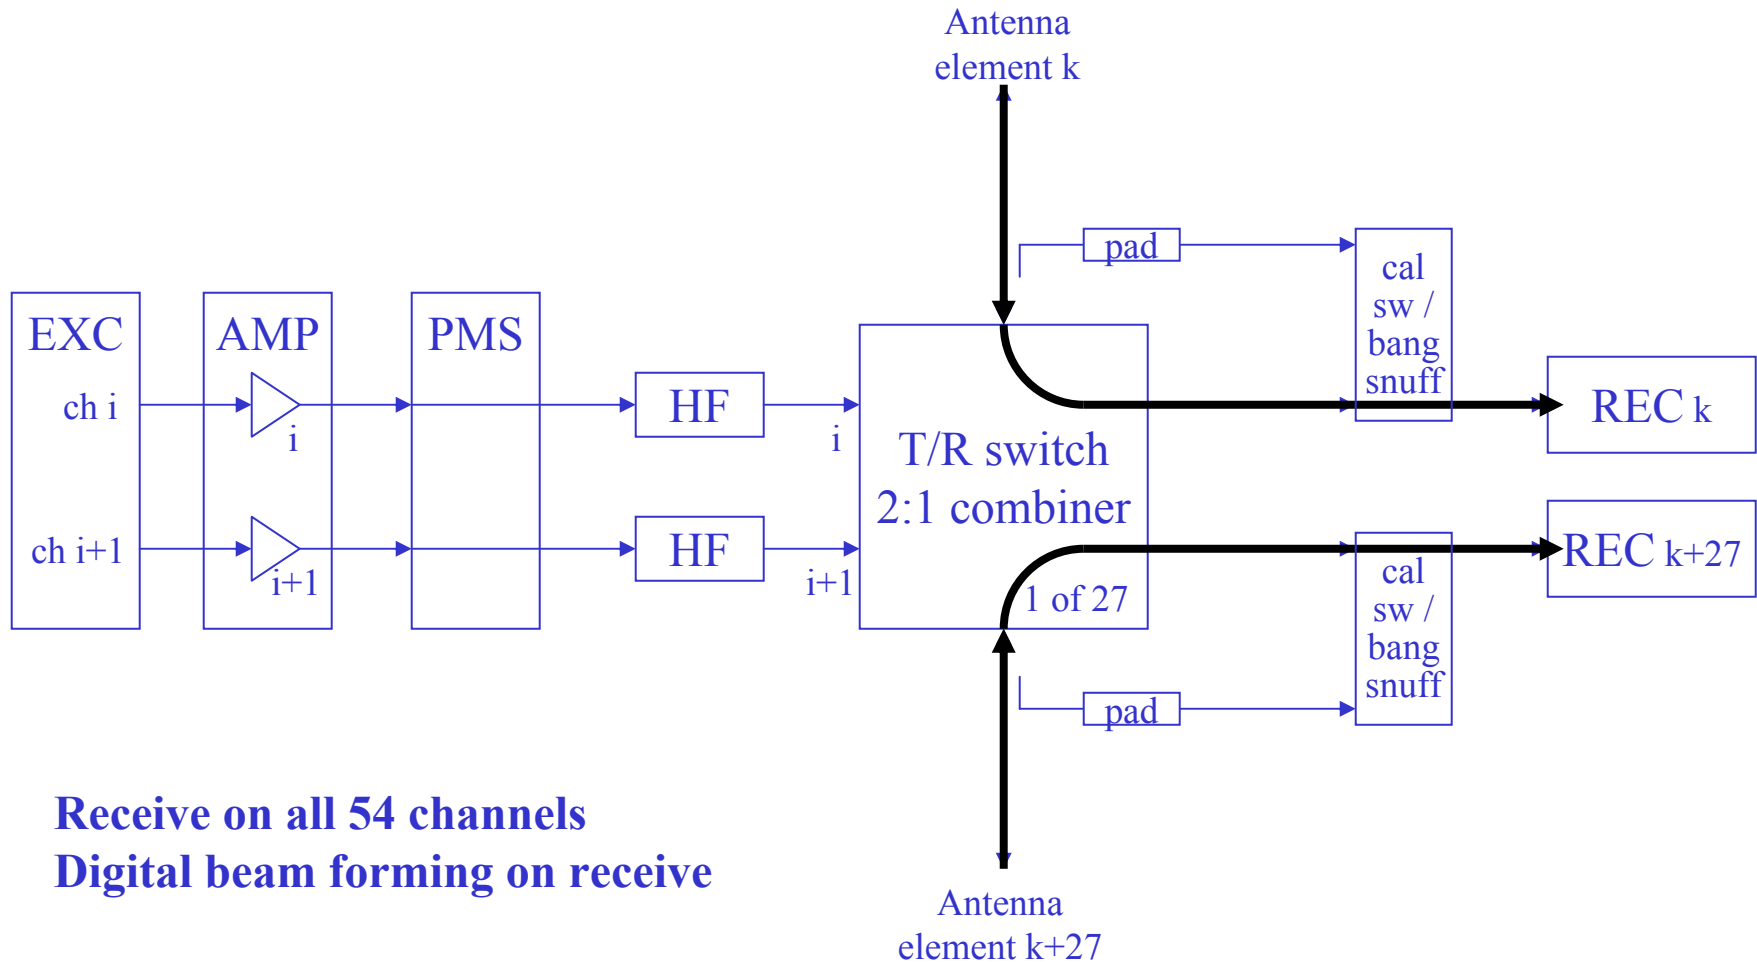 Antenna
element k
pad
cal
sw /
bang
snuff
EXC
AMP
PMS
ch i
i
HF
i
REC k
T/R switch
2:1 combiner
ch i+1
i+1
HF
i+1
1 of 27
REC k+27
cal
sw /
bang
snuff
pad
Receive on all 54 channels
Digital beam forming on receive
Antenna
element k+27